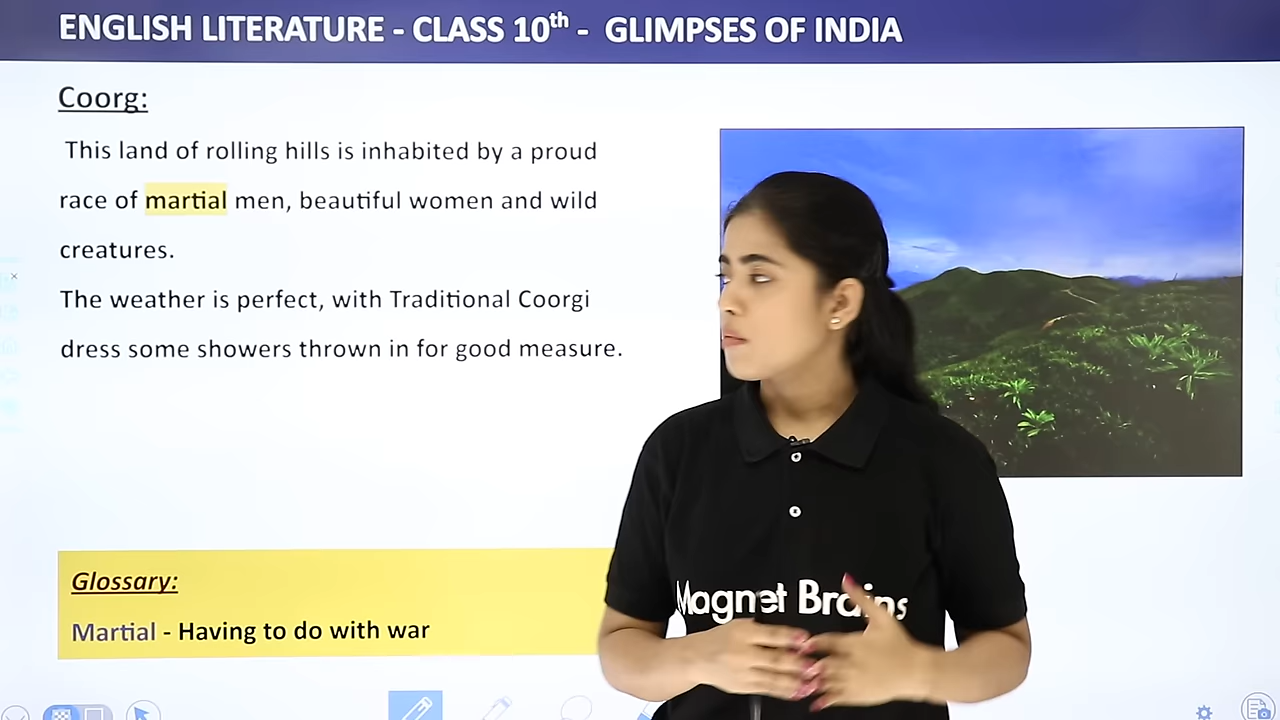 ENGLISH LITERATURE - CLASS 10th - GLIMPSES OF INDIA
Coorg:
This land of rolling hills is inhabited by a proud
race of martial men, beautiful women and wild
creatures.
The weather is perfect, with Traditional Coorgi
dress some showers thrown in for good measure.
Glossary:
Martial - Having to do with war
Magnet Brains